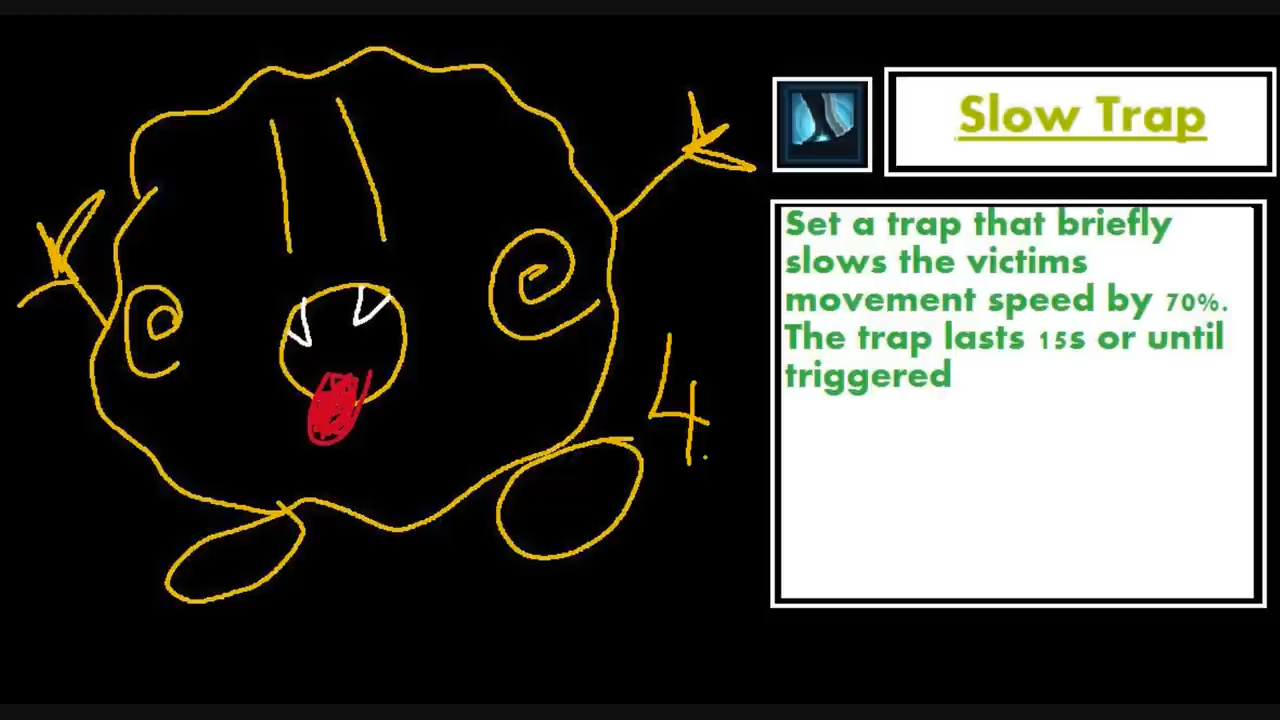 Slow Trap
Set a trap that briefly
slows the victims
movement speed by 70%.
The trap lasts 15s or until
triggered
4